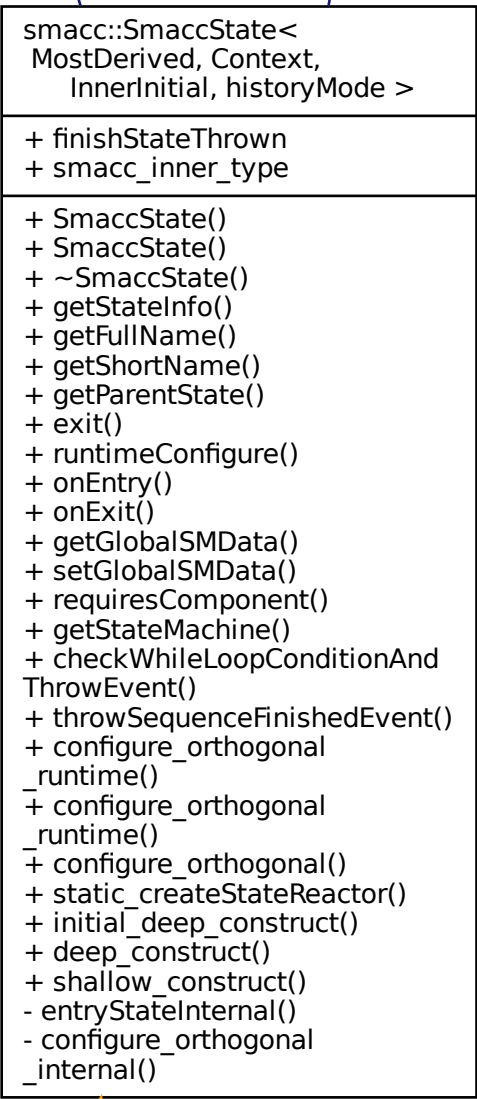 smacc::SmaccState<
MostDerived, Context,
InnerInitial, historyMode >
+ finishStateThrown
+ smacc_inner_type
+ SmaccState()
+ SmaccState()
+ ~SmaccState()
+ getStateInfo()
+ getFullName()
+ getShortName()
+ getParentState()
+ exit()
+ runtimeConfigure()
+ onEntry()
+ onExit()
+ getGlobalSMData()
+ setGlobalSMData()
+ requiresComponent()
+ getStateMachine()
+ checkWhileLoopConditionAnd
ThrowEvent()
+ throwSequenceFinishedEvent()
+ configure_orthogonal
_runtime()
+ configure_orthogonal
_runtime()
+ configure_orthogonal()
+ static_createStateReactor()
+ initial_deep_construct()
+ deep_construct()
+ shallow_construct()
- entryStateInternal()
- configure_orthogonal
_internal()